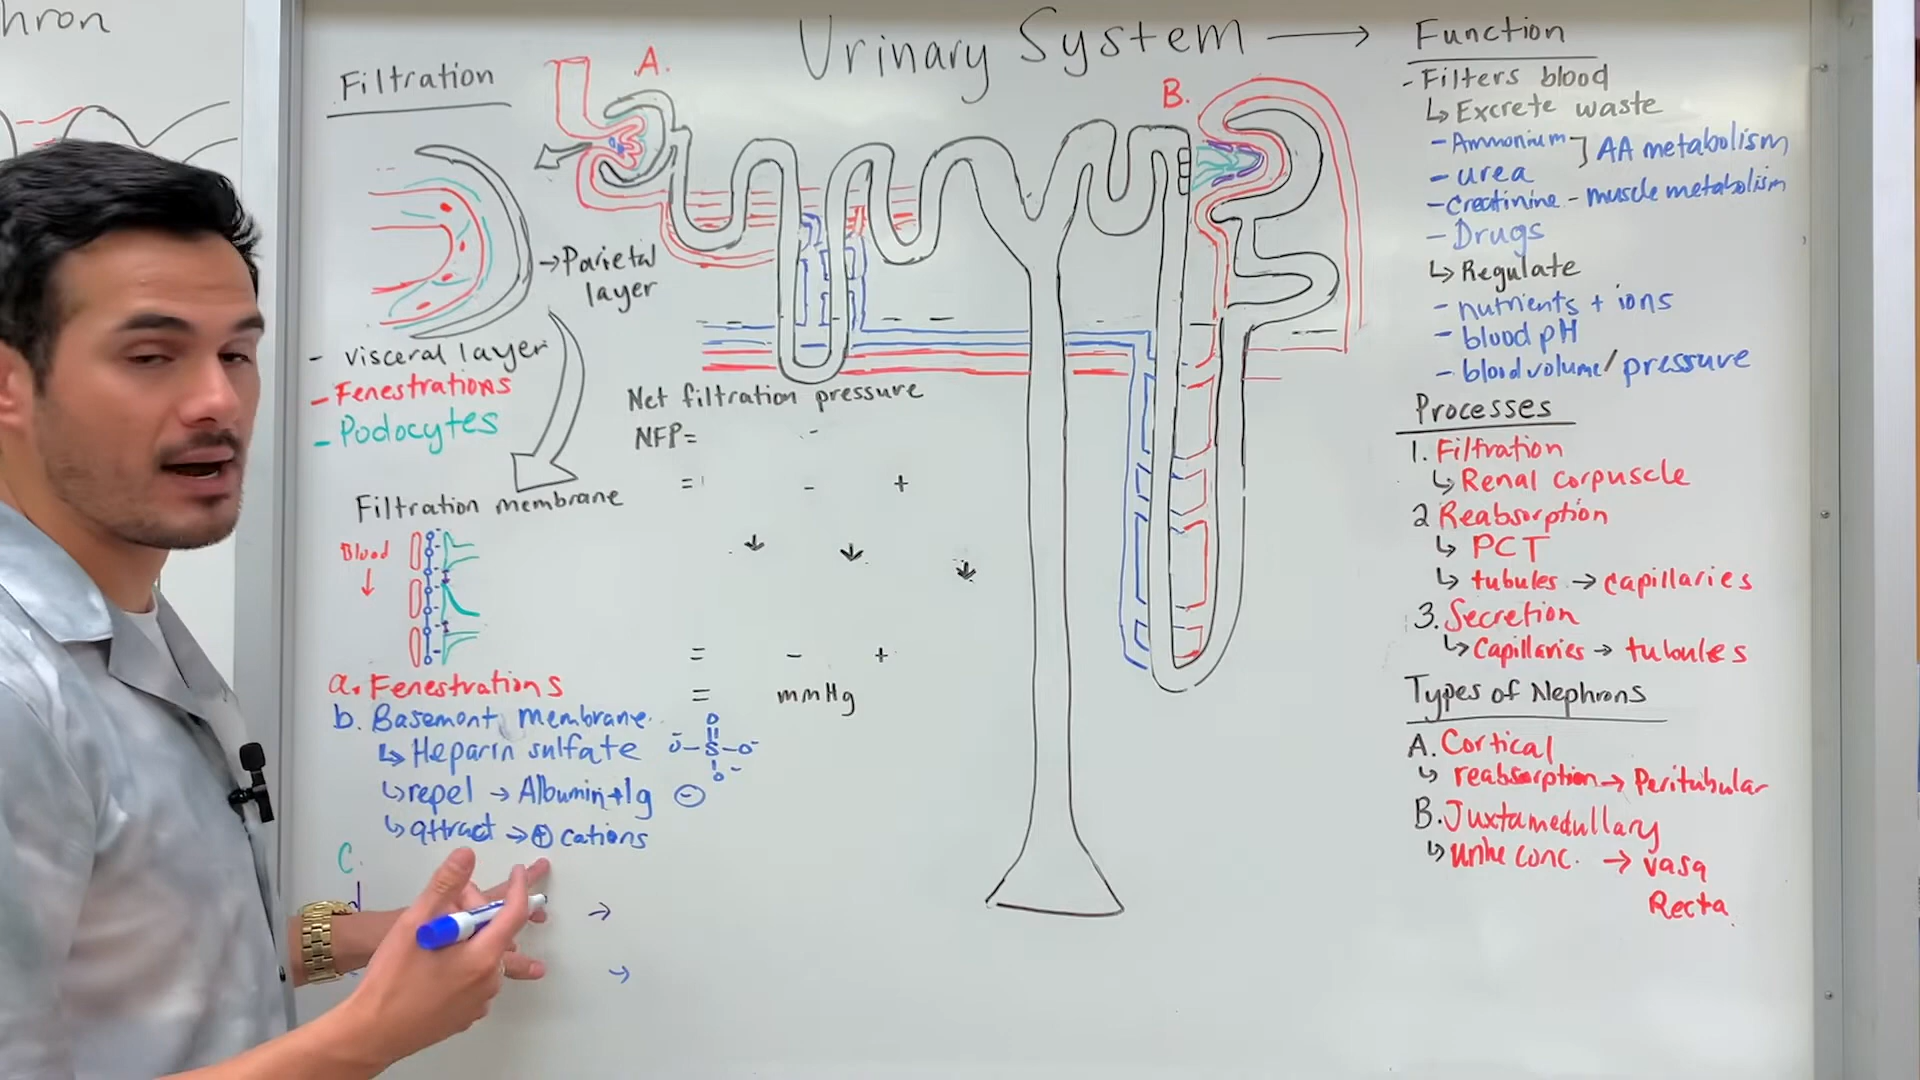 hron
Urinary System →
Filtration
A.
B.
→ Parietal
layer
- visceral layer
- Fenestrations
- Podocytes
Filtration membrane
Blood
↓
a. Fenestrations
b. Basemont membrane
↳ Heparin sulfate
O
O⁻-S-O⁻
O⁻
↳ repel → Albumin + Ig ⊖
↳ attract → ⊕ cations
C.
d
→
→
Net filtration pressure
NFP= -
= - +
↓ ↓ ↓
= - +
= mmHg
Function
- Filters blood
↳ Excrete waste
- Ammonium ] AA metabolism
- urea
- Creatinine - muscle metabolism
- Drugs
↳ Regulate
- nutrients + ions
- blood pH
- blood volume / pressure
Processes
1. Filtration
↳ Renal corpuscle
2 Reabsorption
↳ PCT
↳ tubules → capillaries
3. Secretion
↳ Capillaries → tubules
Types of Nephrons
A. Cortical
↳ reabsorption → Peritubular
B. Juxtamedullary
↳ conc. → vasa
Recta